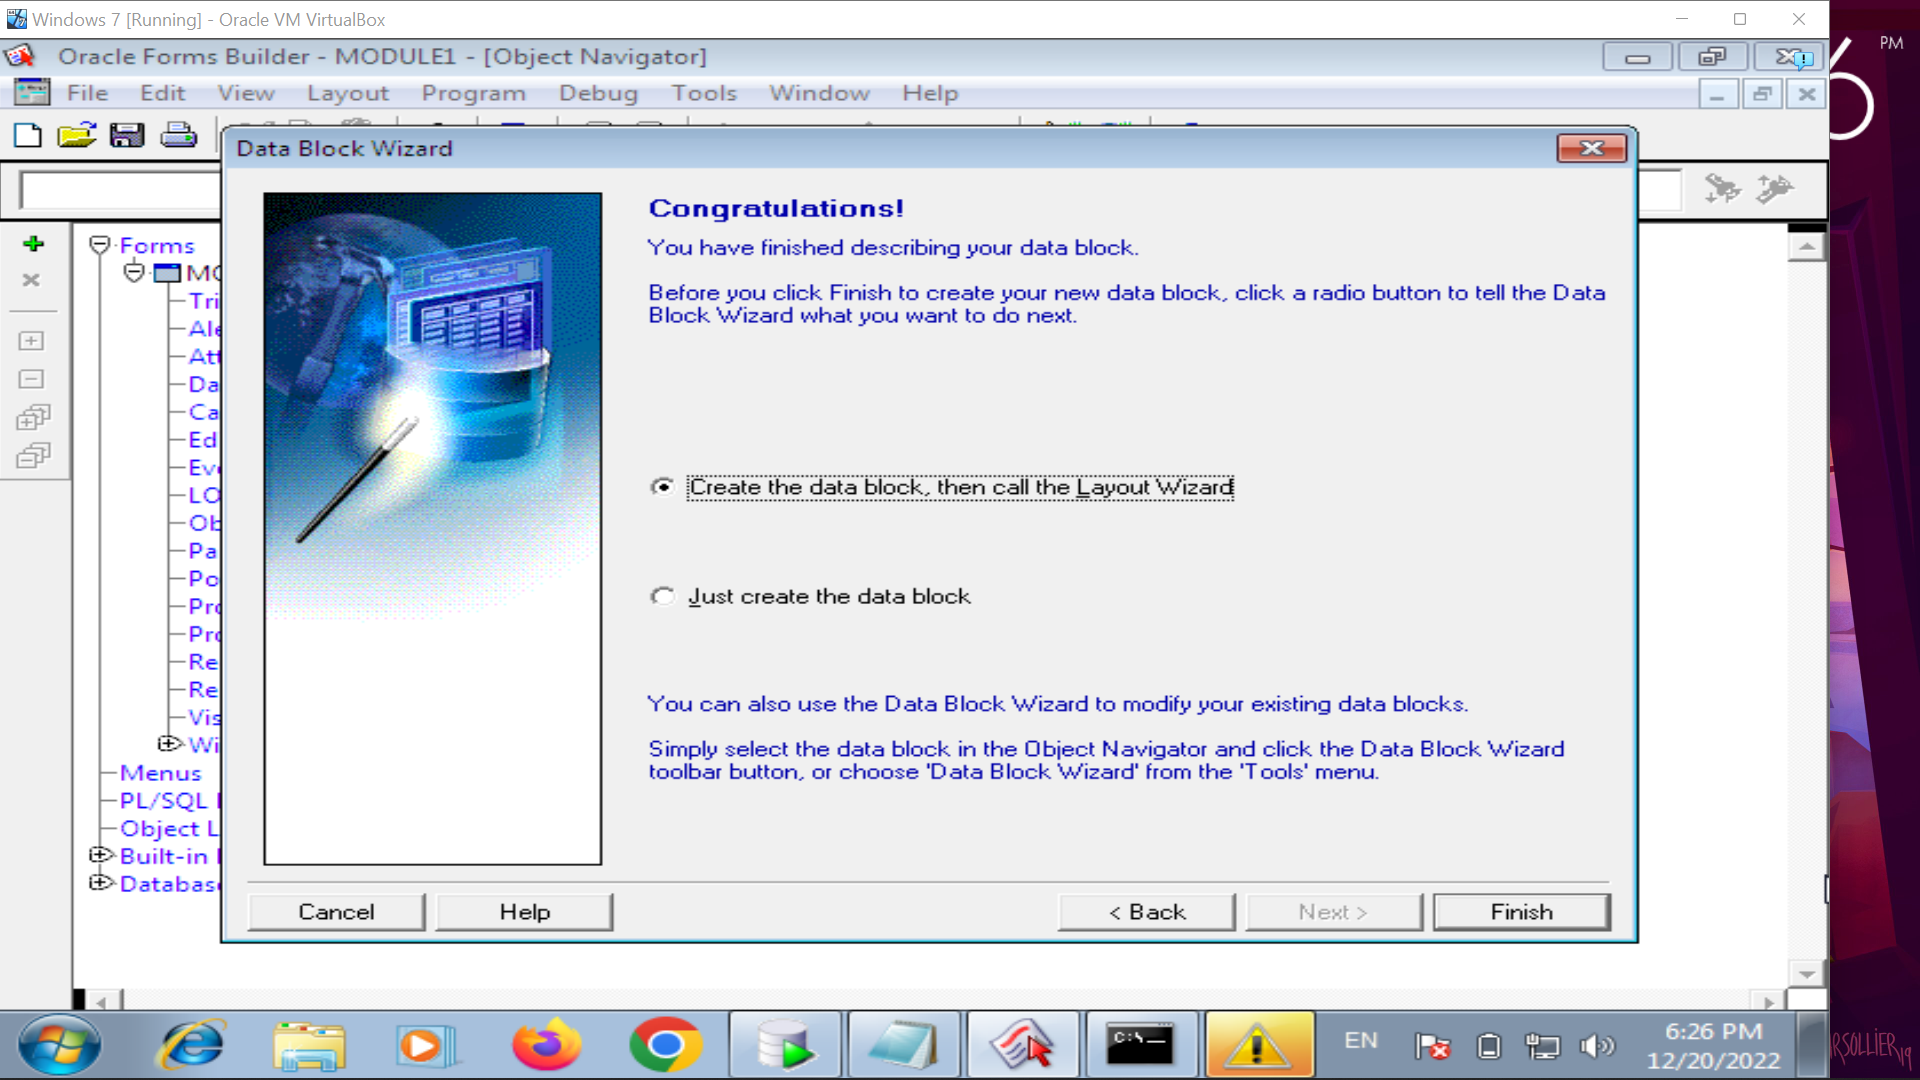 Windows 7 [Running] - Oracle VM VirtualBox
PM
Oracle Forms Builder - MODULE1 - [Object Navigator]
File Edit View Layout Program Debug Tools Window Help
6
Data Block Wizard
Congratulations!
You have finished describing your data block.
Before you click Finish to create your new data block, click a radio button to tell the Data
Block Wizard what you want to do next.
Create the data block, then call the Layout Wizard
Just create the data block
You can also use the Data Block Wizard to modify your existing data blocks.
Simply select the data block in the Object Navigator and click the Data Block Wizard
toolbar button, or choose 'Data Block Wizard' from the 'Tools' menu.
Cancel Help < Back Next > Finish
Forms
MO
Tri
Ale
Att
Da
Ca
Ed
Eve
LO
Ob
Pa
Po
Pro
Pro
Re
Re
Vis
Wi
Menus
PL/SQL
Object L
Built-in
Databas
C:\
EN
6:26 PM
12/20/2022